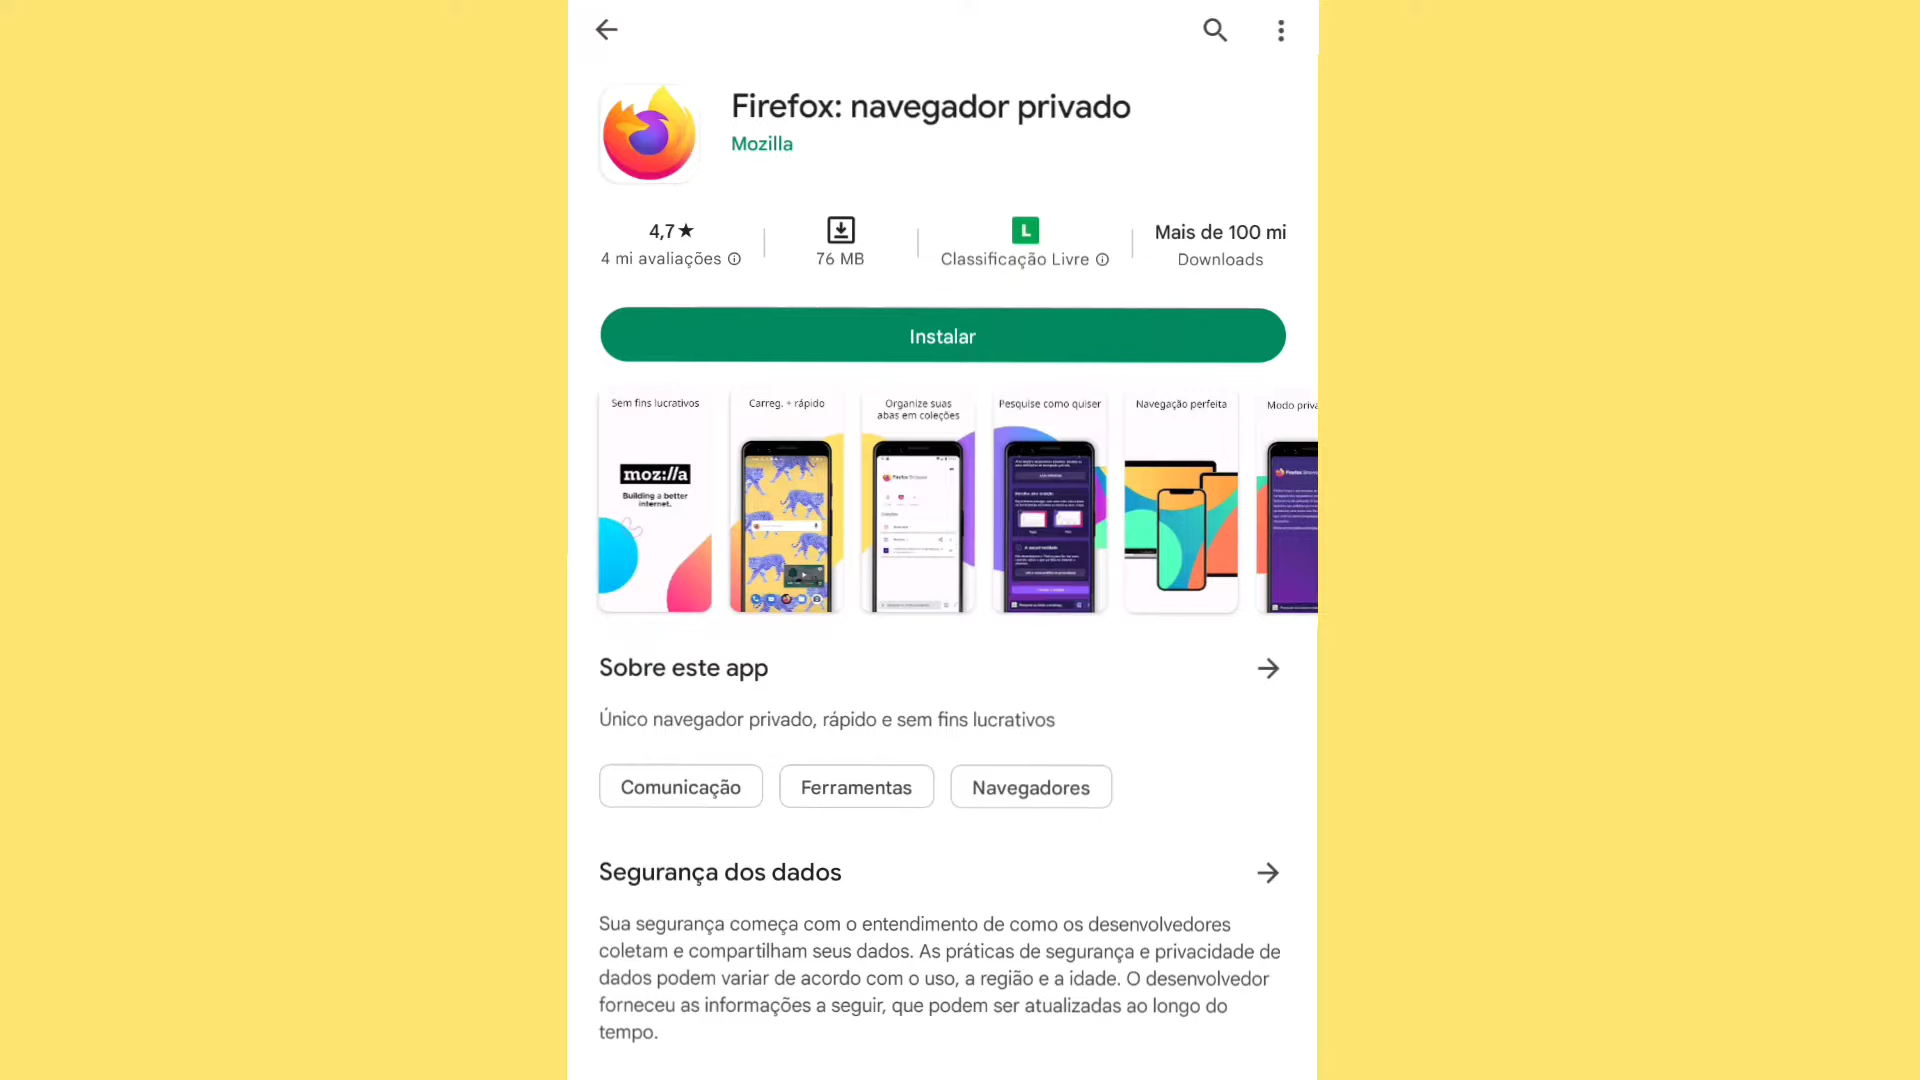 Firefox: navegador privado
Mozilla
4,7★
4 mi avaliações
76 MB
L
Classificação Livre
Mais de 100 mi
Downloads
Instalar
Sem fins lucrativos
moz://a
Building a better
internet.
Carreg. + rápido
Organize suas
abas em coleções
Firefox Browser
Pesquise como quiser
Navegação perfeita
Modo priva
Sobre este app
Único navegador privado, rápido e sem fins lucrativos
Comunicação
Ferramentas
Navegadores
Segurança dos dados
Sua segurança começa com o entendimento de como os desenvolvedores
coletam e compartilham seus dados. As práticas de segurança e privacidade de
dados podem variar de acordo com o uso, a região e a idade. O desenvolvedor
forneceu as informações a seguir, que podem ser atualizadas ao longo do
tempo.